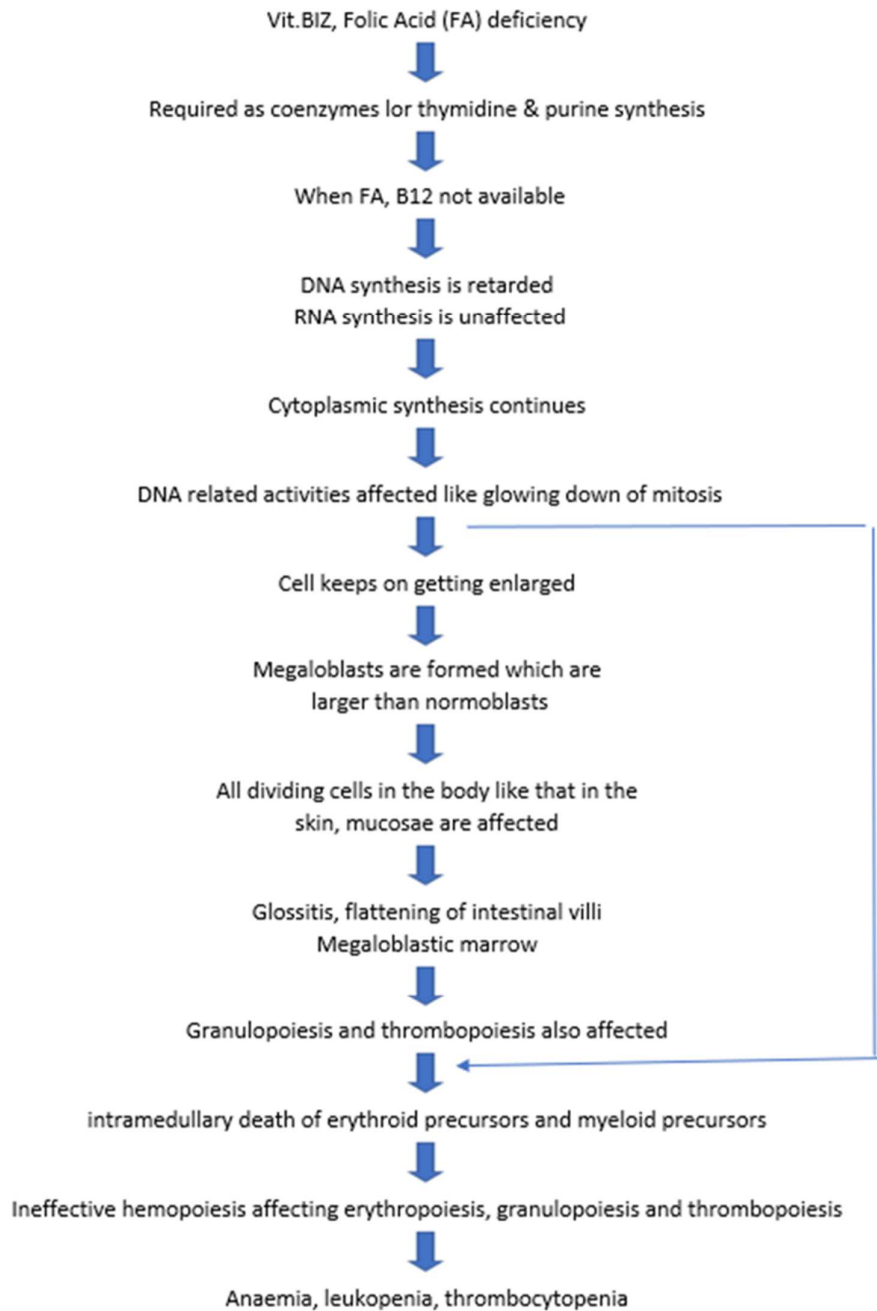 Vit.BIZ, Folic Acid (FA) deficiency
Required as coenzymes lor thymidine & purine synthesis
When FA, B12 not available
DNA synthesis is retarded
RNA synthesis is unaffected
Cytoplasmic synthesis continues
DNA related activities affected like glowing down of mitosis
Cell keeps on getting enlarged
Megaloblasts are formed which are
larger than normoblasts
All dividing cells in the body like that in the
skin, mucosae are affected
Glossitis, flattening of intestinal villi
Megaloblastic marrow
Granulopoiesis and thrombopoiesis also affected
intramedullary death of erythroid precursors and myeloid precursors
Ineffective hemopoiesis affecting erythropoiesis, granulopoiesis and thrombopoiesis
Anaemia, leukopenia, thrombocytopenia